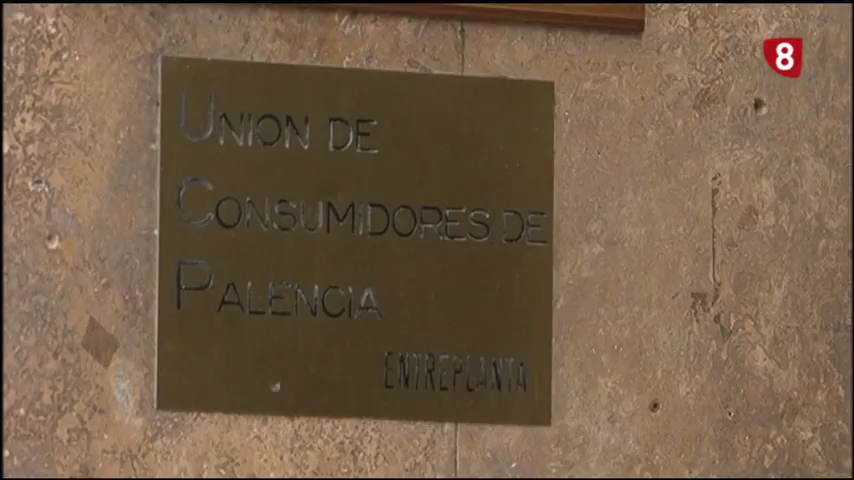 8
UNION DE
CONSUMIDORES DE
PALENCIA
ENTREPLANTA